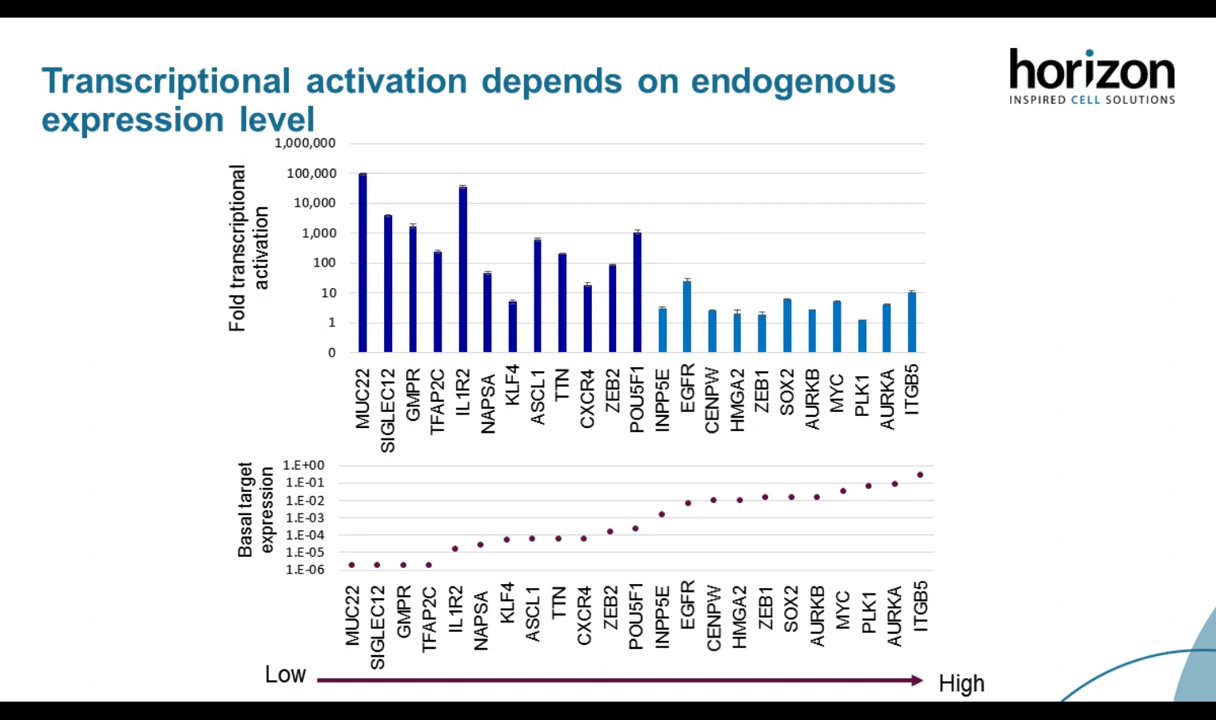 horizon
INSPIRED CELL SOLUTIONS
Transcriptional activation depends on endogenous
expression level
Fold transcriptional
activation
1,000,000
100,000
10,000
1,000
100
10
1
0
MUC22
SIGLEC12
GMPR
TFAP2C
IL1R2
NAPSA
KLF4
ASCL1
TTN
CXCR4
ZEB2
POU5F1
INPP5E
EGFR
CENPW
HMGA2
ZEB1
SOX2
AURKB
MYC
PLK1
AURKA
ITGB5
Basal target
expression
1.E+00
1.E-01
1.E-02
1.E-03
1.E-04
1.E-05
1.E-06
MUC22
SIGLEC12
GMPR
TFAP2C
IL1R2
NAPSA
KLF4
ASCL1
TTN
CXCR4
ZEB2
POU5F1
INPP5E
EGFR
CENPW
HMGA2
ZEB1
SOX2
AURKB
MYC
PLK1
AURKA
ITGB5
Low
High